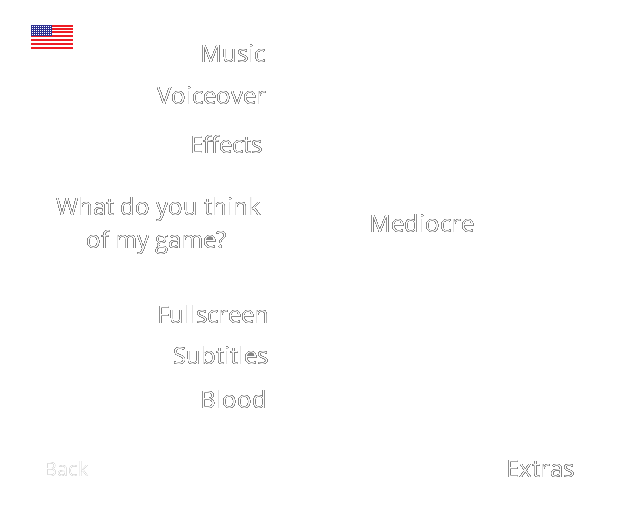 Music
Voiceover
Effects
What do you think
of my game?
Mediocre
Fullscreen
Subtitles
Blood
Back
Extras